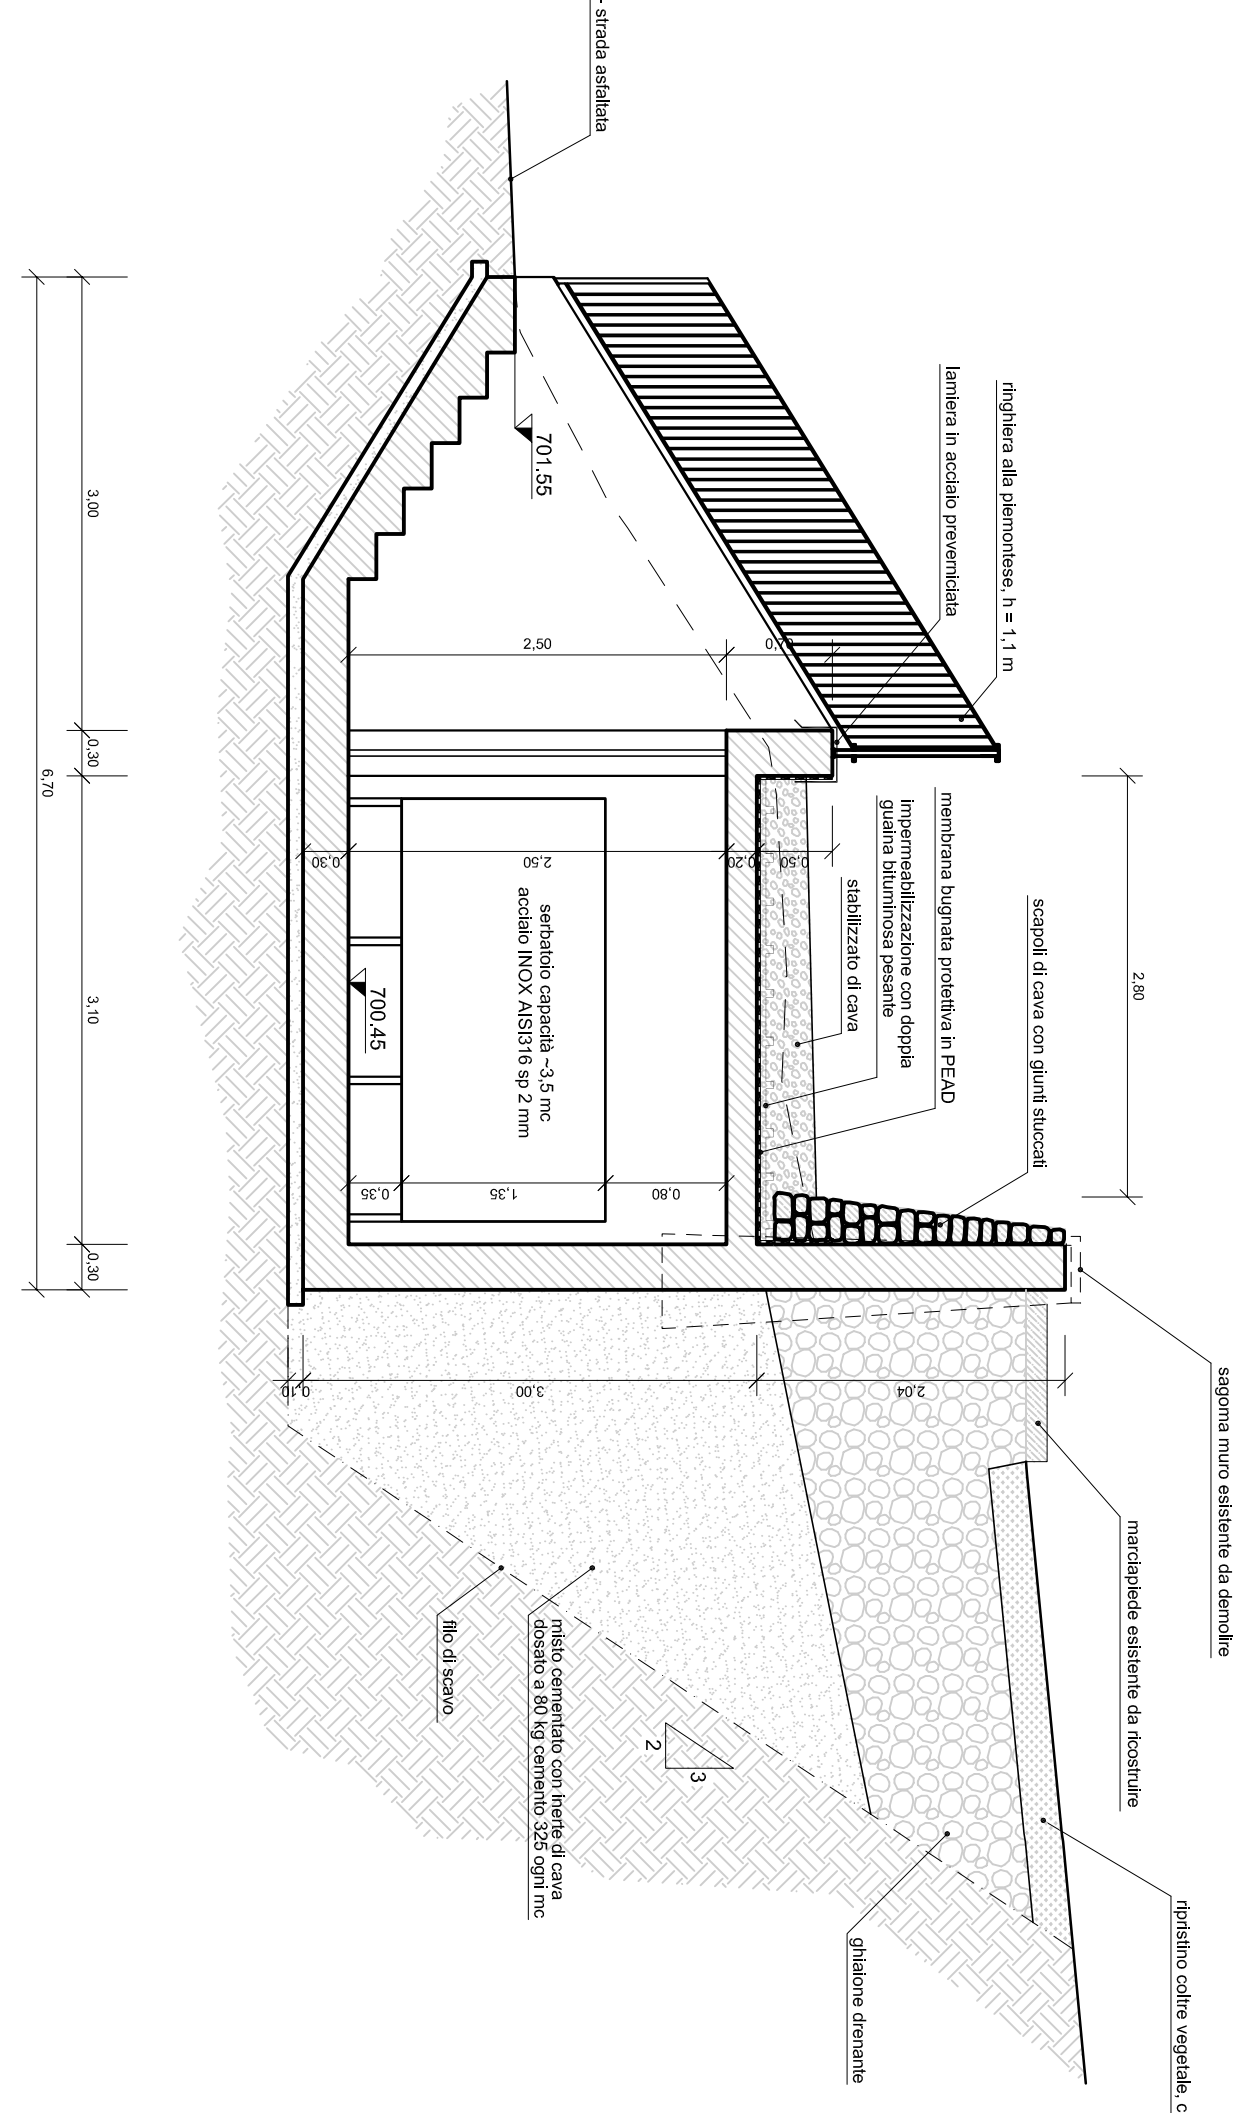 - strada asfaltata
ringhiera alla piemontese, h = 1,1 m
lamiera in acciaio preverniciata
701.55
2,50
0,70
membrana bugnata protettiva in PEAD
impermeabilizzazione con doppia
guaina bituminosa pesante
stabilizzato di cava
scapoli di cava con giunti stuccati
2,80
0,30
2,50
0,20
0,50
serbatoio capacità ~3,5 mc
acciaio INOX AISI316 sp 2 mm
700.45
0,35
1,35
0,80
3,00
0,30
3,10
0,30
6,70
sagoma muro esistente da demolire
marciapiede esistente da ricostruire
0,10
3,00
2,04
filo di scavo
misto cementato con inerte di cava
dosato a 80 kg cemento 325 ogni mc
2
3
ghiaione drenante
ripristino coltre vegetale, c